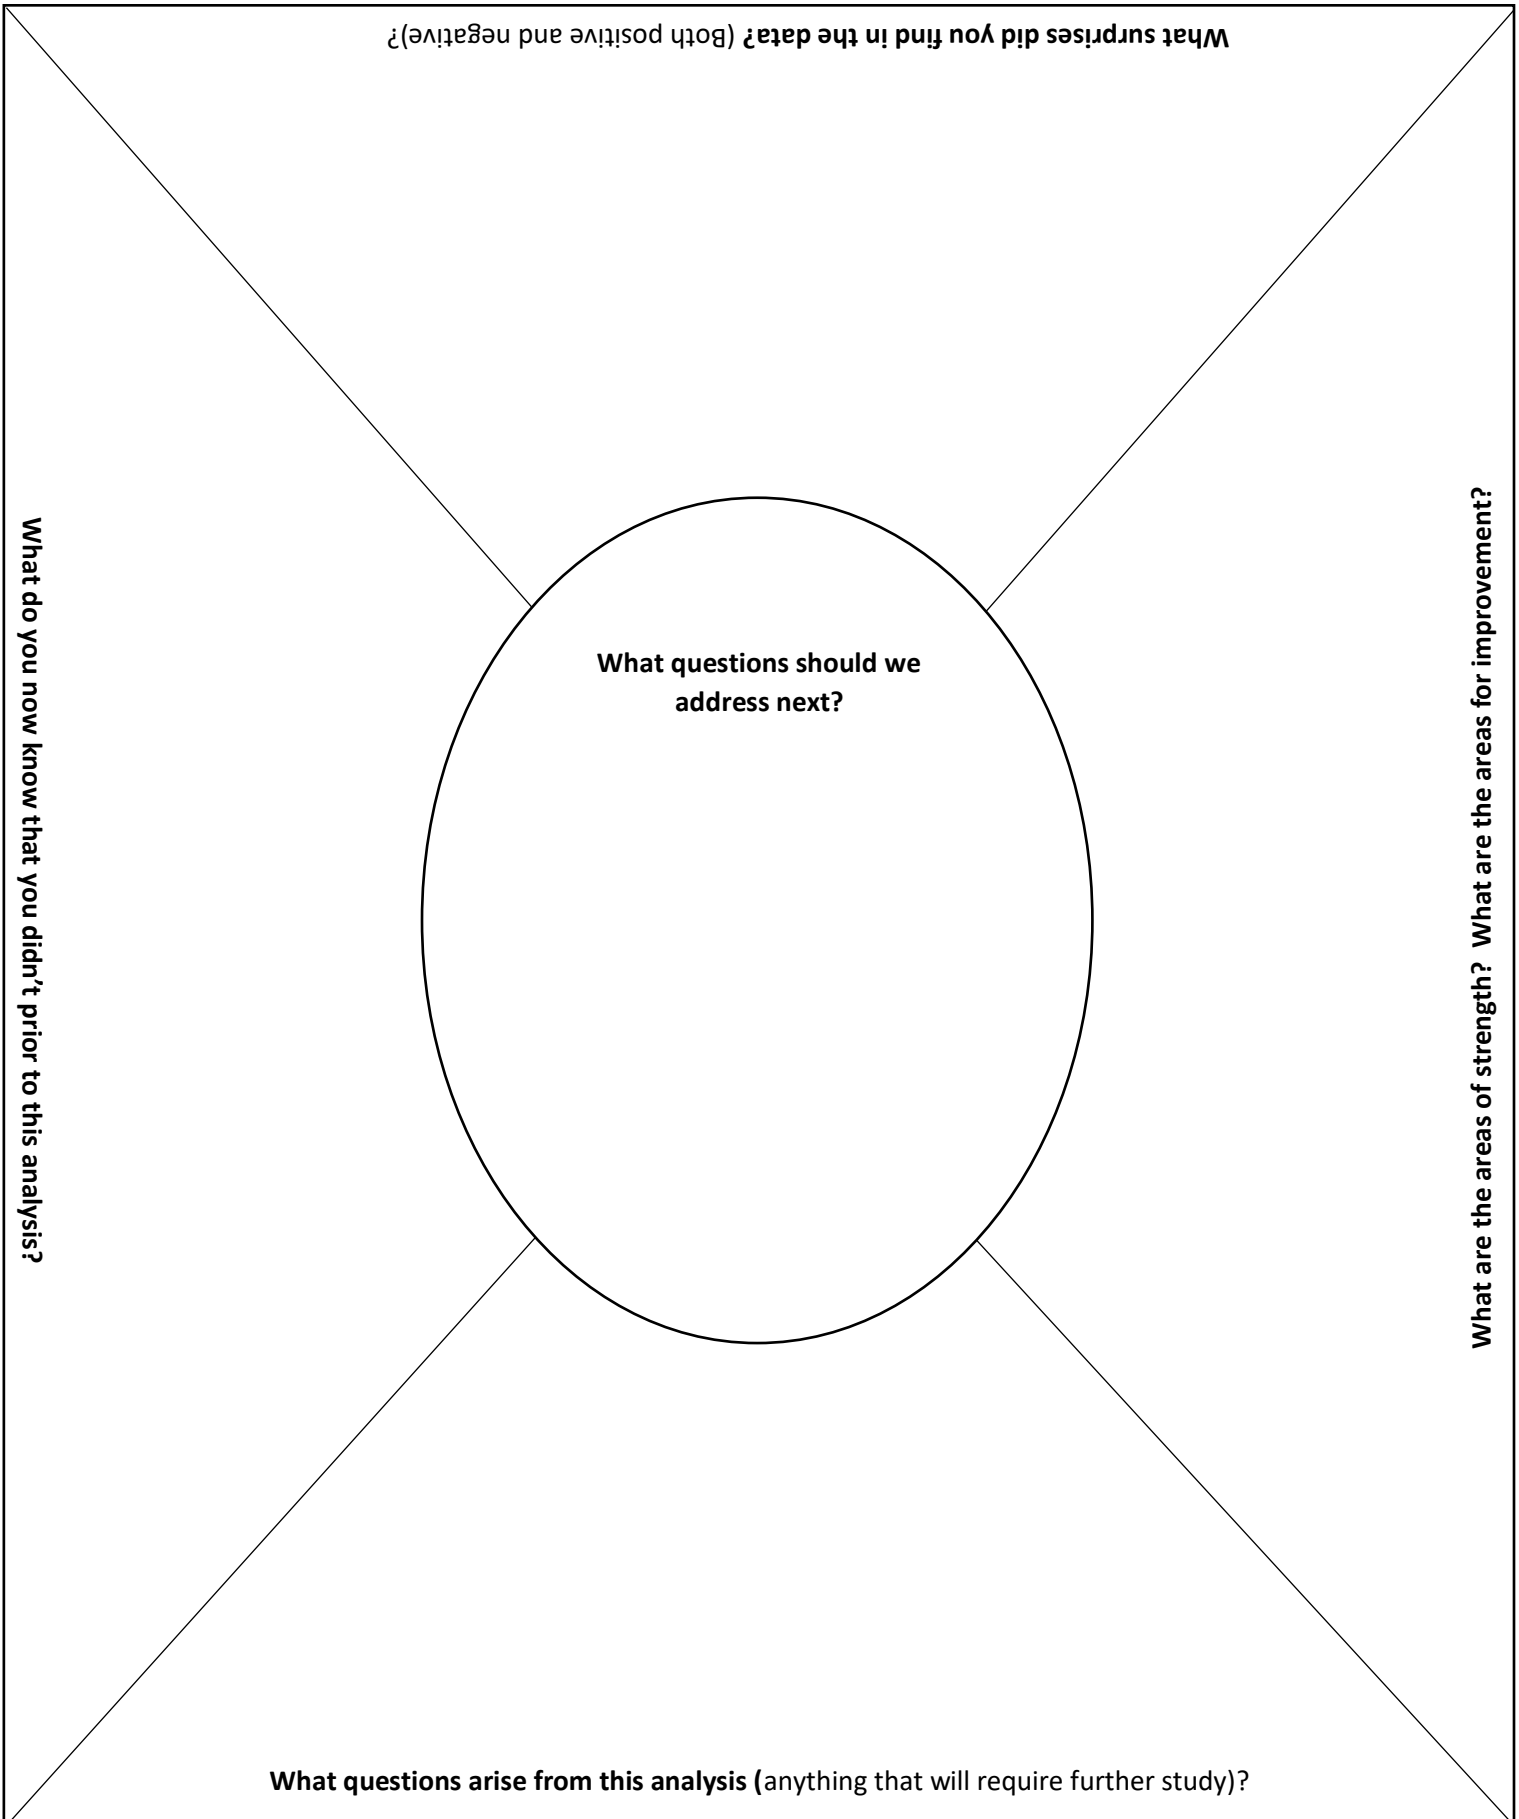 What surprises did you find in the data? (Both positive and negative)?
What do you now know that you didn’t prior to this analysis?
What questions should we
address next?
What are the areas of strength?  What are the areas for improvement?
What questions arise from this analysis (anything that will require further study)?